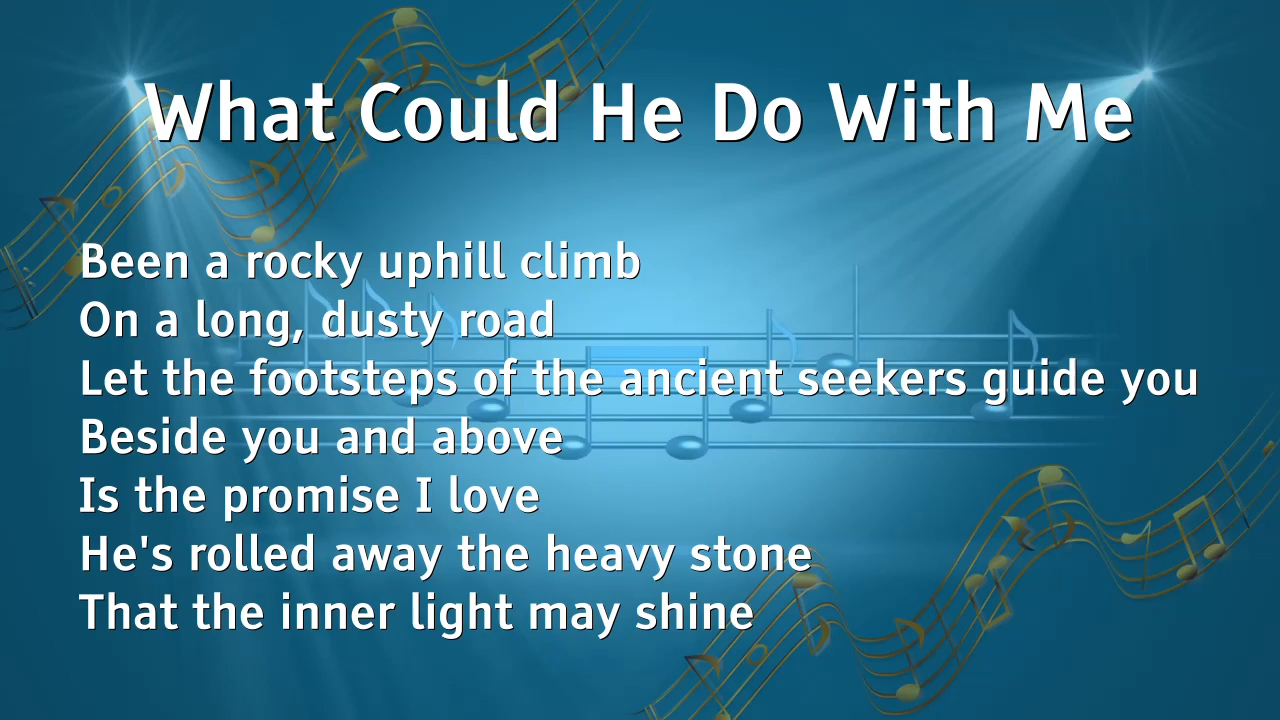 What Could He Do With Me
Been a rocky uphill climb
On a long, dusty road
Let the footsteps of the ancient seekers guide you
Beside you and above
Is the promise I love
He's rolled away the heavy stone
That the inner light may shine